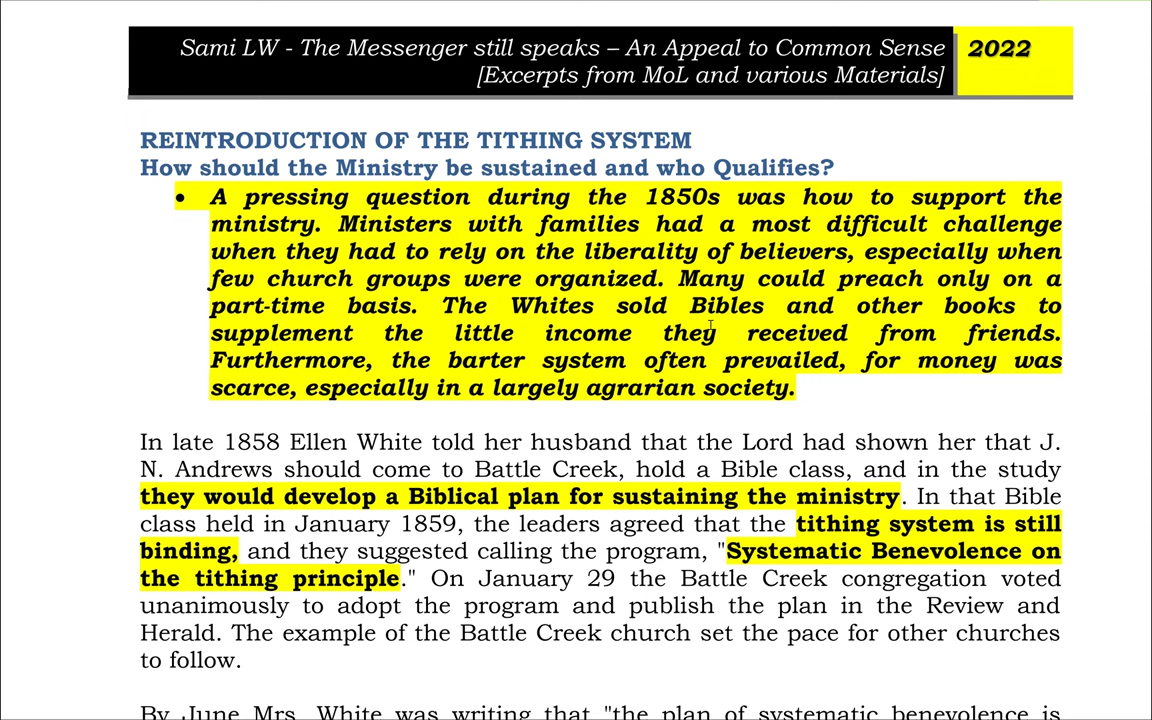 Sami LW - The Messenger still speaks – An Appeal to Common Sense
[Excerpts from MoL and various Materials]
2022
REINTRODUCTION OF THE TITHING SYSTEM
How should the Ministry be sustained and who Qualifies?
• A pressing question during the 1850s was how to support the
ministry. Ministers with families had a most difficult challenge
when they had to rely on the liberality of believers, especially when
few church groups were organized. Many could preach only on a
part-time basis. The Whites sold Bibles and other books to
supplement the little income they received from friends.
Furthermore, the barter system often prevailed, for money was
scarce, especially in a largely agrarian society.
In late 1858 Ellen White told her husband that the Lord had shown her that J.
N. Andrews should come to Battle Creek, hold a Bible class, and in the study
they would develop a Biblical plan for sustaining the ministry. In that Bible
class held in January 1859, the leaders agreed that the tithing system is still
binding, and they suggested calling the program, "Systematic Benevolence on
the tithing principle." On January 29 the Battle Creek congregation voted
unanimously to adopt the program and publish the plan in the Review and
Herald. The example of the Battle Creek church set the pace for other churches
to follow.
By June Mrs. White was writing that "the plan of systematic benevolence is